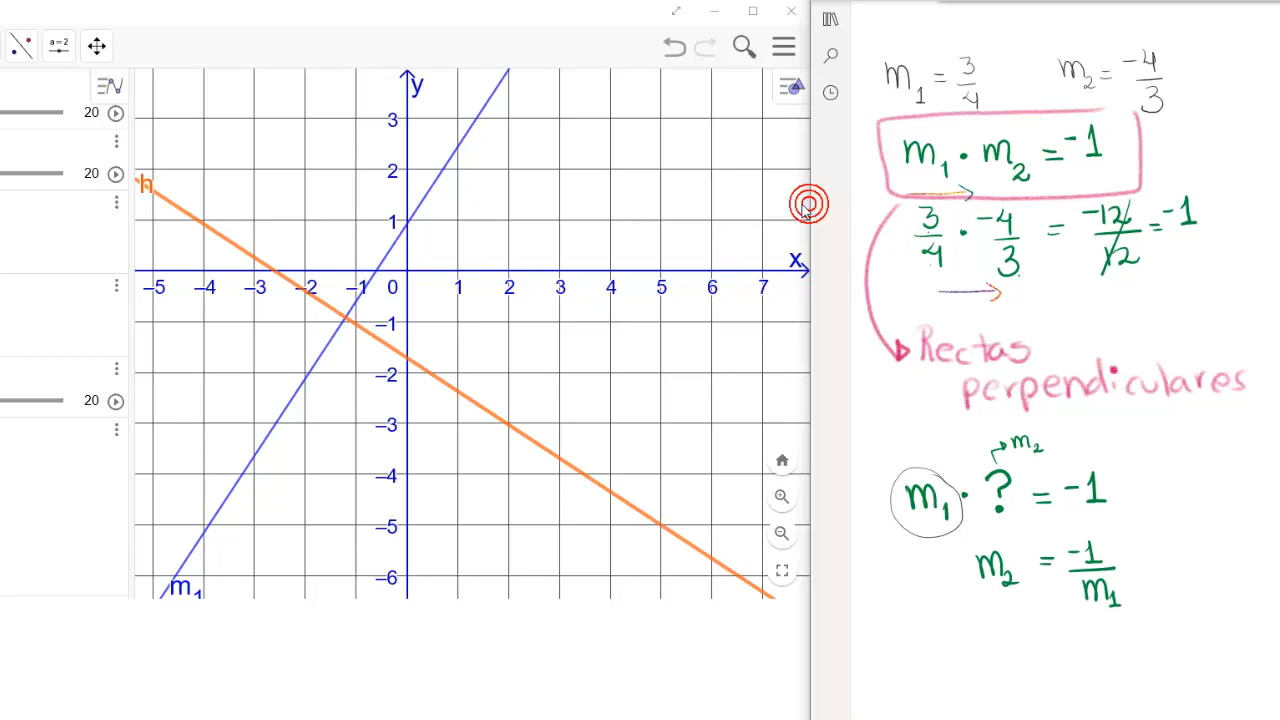 a=2
20
20
20
y
3
2
1
h
x
–5 –4 –3 –2 –1 0 1 2 3 4 5 6 7
–1
–2
–3
–4
–5
–6
m1
m1 = 3/4 m2 = -4/3
m1 · m2 = -1
3/4 · -4/3 = -12/12 = -1
Rectas
perpendiculares
m2
m1 · ? = -1
m2 = -1/m1